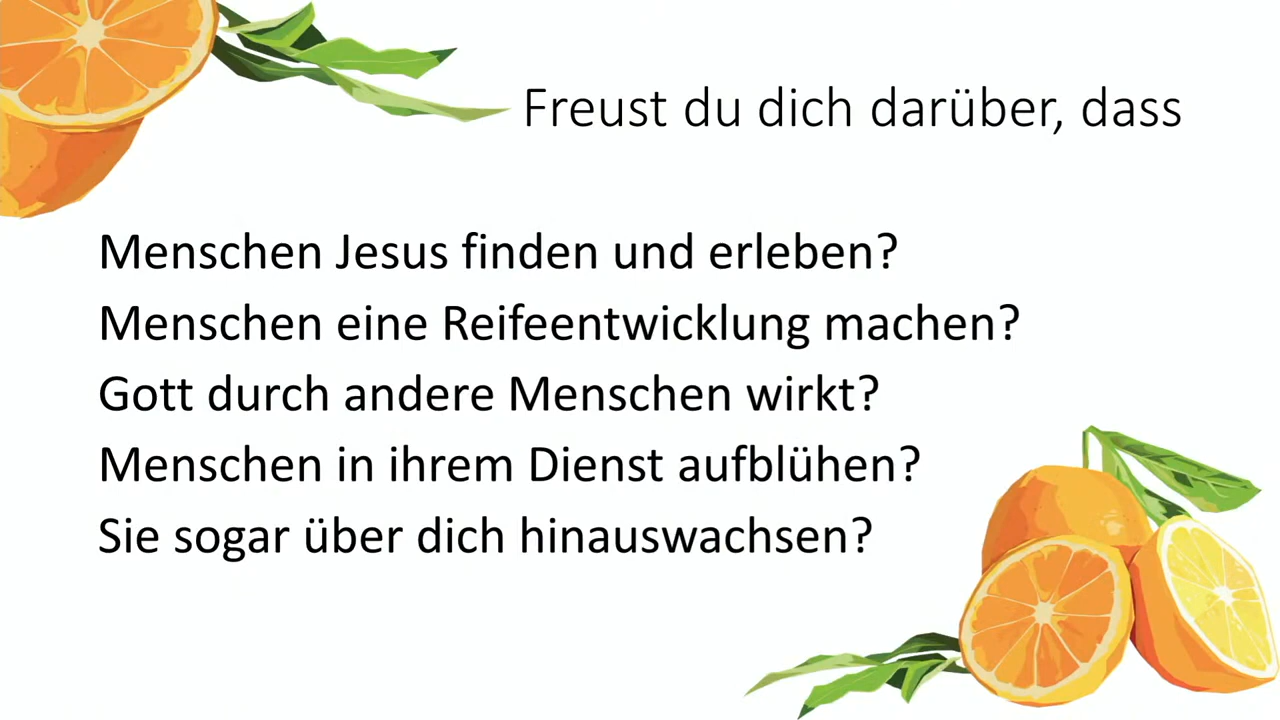 Freust du dich darüber, dass
Menschen Jesus finden und erleben?
Menschen eine Reifeentwicklung machen?
Gott durch andere Menschen wirkt?
Menschen in ihrem Dienst aufblühen?
Sie sogar über dich hinauswachsen?